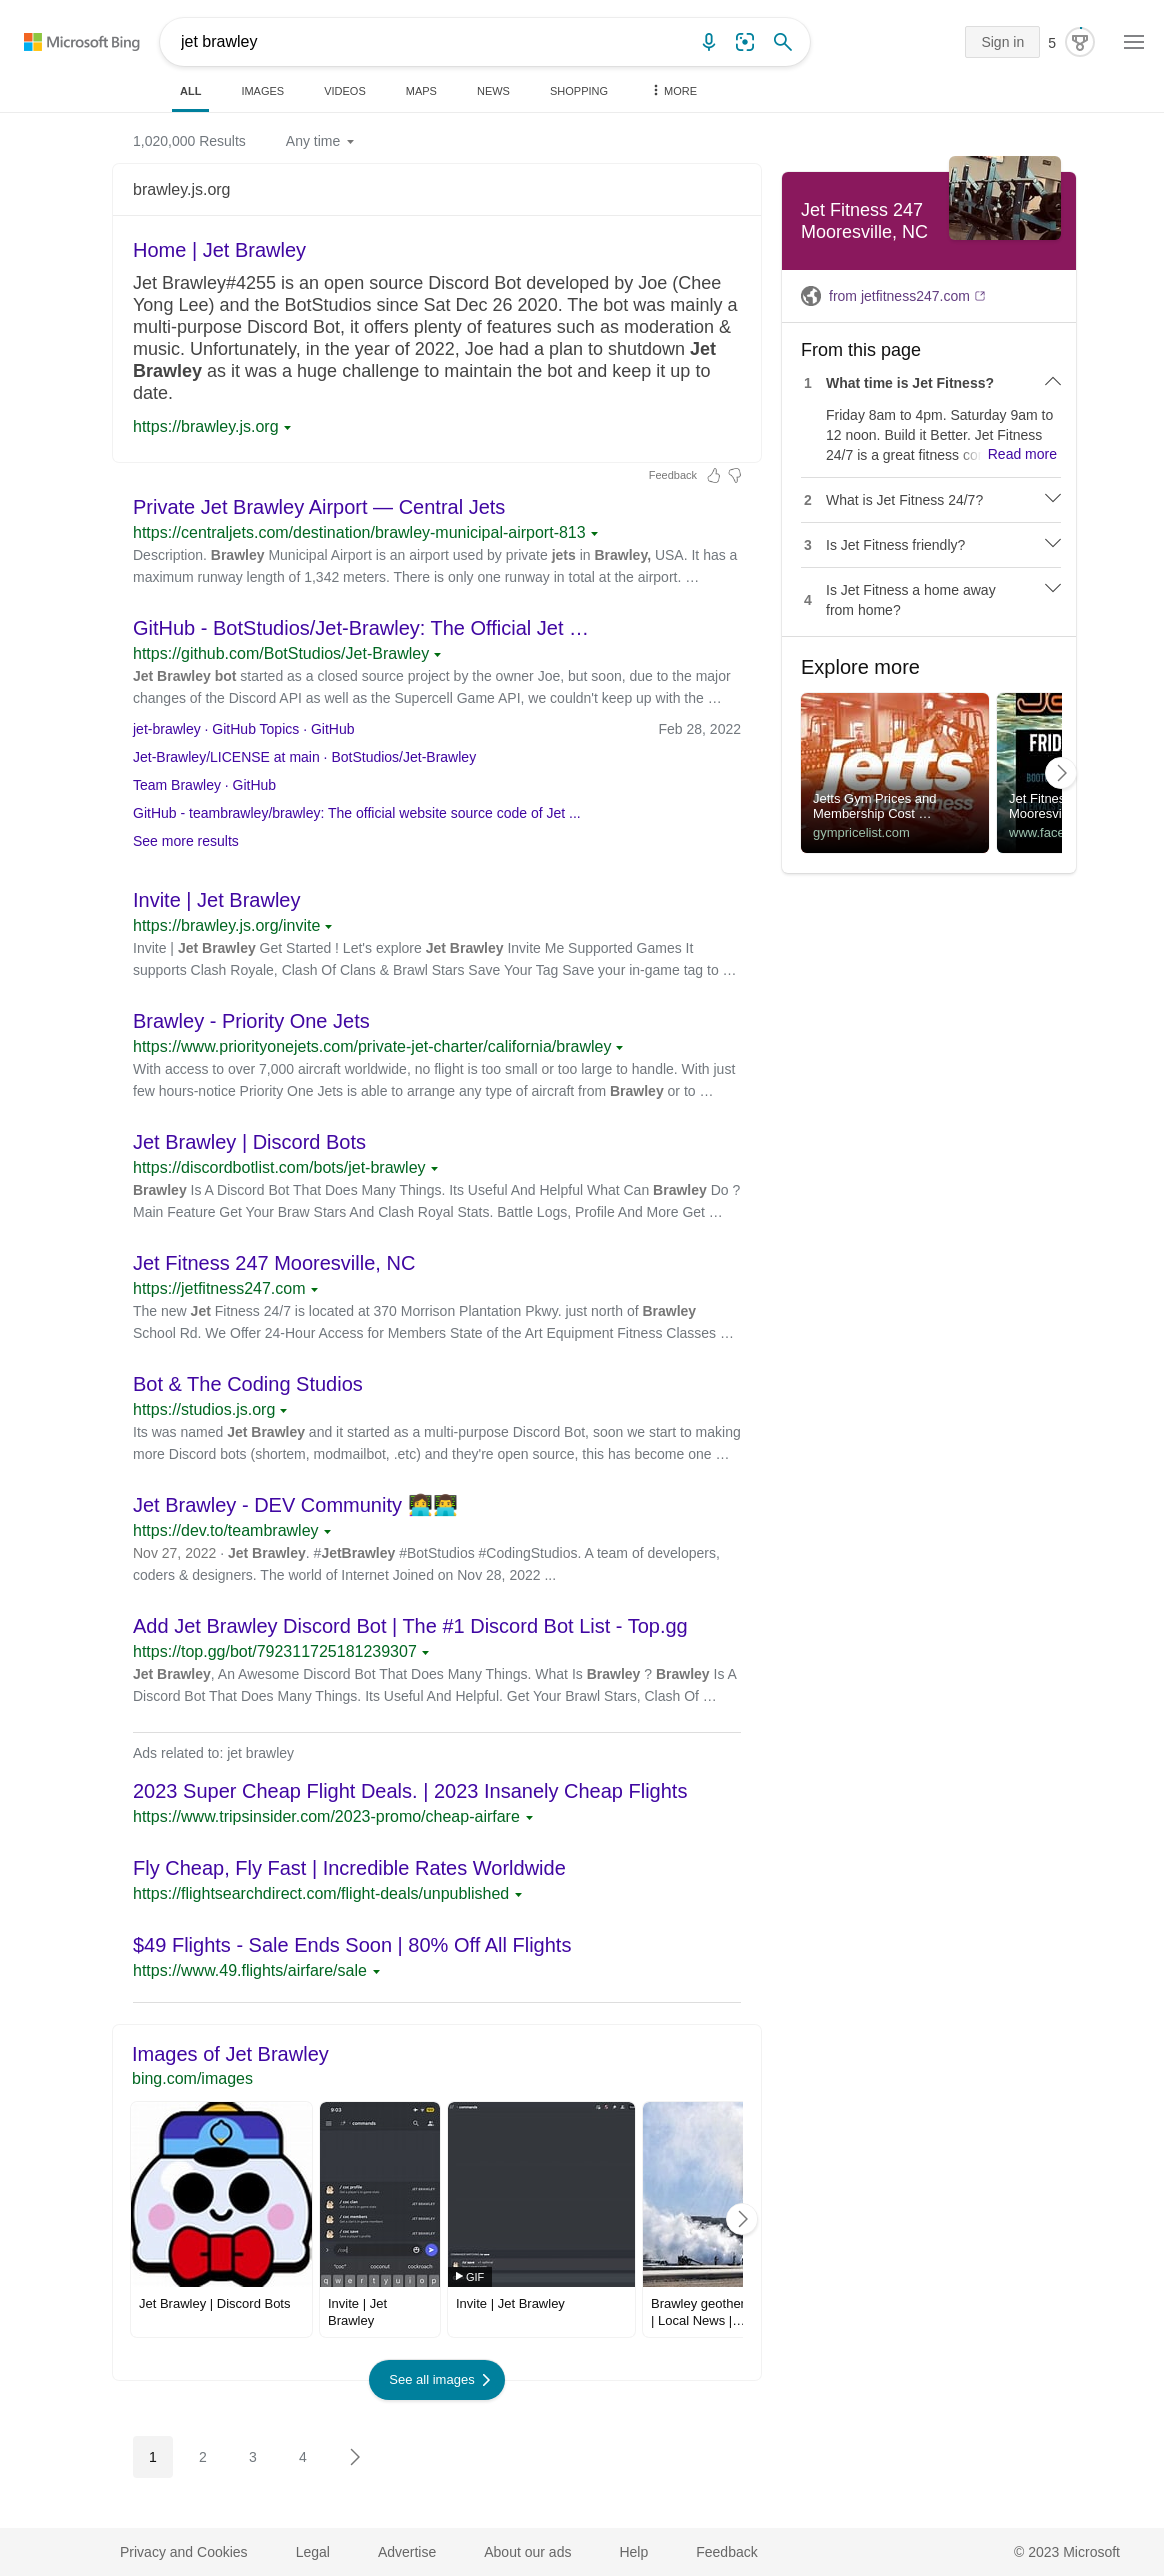 Microsoft Bing
jet brawley
Sign in
5
ALL
IMAGES
VIDEOS
MAPS
NEWS
SHOPPING
MORE
1,020,000 Results
Any time
brawley.js.org
Home | Jet Brawley
Jet Brawley#4255 is an open source Discord Bot developed by Joe (Chee
Yong Lee) and the BotStudios since Sat Dec 26 2020. The bot was mainly a
multi-purpose Discord Bot, it offers plenty of features such as moderation &
music. Unfortunately, in the year of 2022, Joe had a plan to shutdown Jet
Brawley as it was a huge challenge to maintain the bot and keep it up to
date.
https://brawley.js.org
Feedback
Private Jet Brawley Airport — Central Jets
https://centraljets.com/destination/brawley-municipal-airport-813
Description. Brawley Municipal Airport is an airport used by private jets in Brawley, USA. It has a
maximum runway length of 1,342 meters. There is only one runway in total at the airport. …
GitHub - BotStudios/Jet-Brawley: The Official Jet …
https://github.com/BotStudios/Jet-Brawley
Jet Brawley bot started as a closed source project by the owner Joe, but soon, due to the major
changes of the Discord API as well as the Supercell Game API, we couldn't keep up with the …
jet-brawley · GitHub Topics · GitHub
Feb 28, 2022
Jet-Brawley/LICENSE at main · BotStudios/Jet-Brawley
Team Brawley · GitHub
GitHub - teambrawley/brawley: The official website source code of Jet ...
See more results
Invite | Jet Brawley
https://brawley.js.org/invite
Invite | Jet Brawley Get Started ! Let's explore Jet Brawley Invite Me Supported Games It
supports Clash Royale, Clash Of Clans & Brawl Stars Save Your Tag Save your in-game tag to …
Brawley - Priority One Jets
https://www.priorityonejets.com/private-jet-charter/california/brawley
With access to over 7,000 aircraft worldwide, no flight is too small or too large to handle. With just
few hours-notice Priority One Jets is able to arrange any type of aircraft from Brawley or to …
Jet Brawley | Discord Bots
https://discordbotlist.com/bots/jet-brawley
Brawley Is A Discord Bot That Does Many Things. Its Useful And Helpful What Can Brawley Do ?
Main Feature Get Your Braw Stars And Clash Royal Stats. Battle Logs, Profile And More Get …
Jet Fitness 247 Mooresville, NC
https://jetfitness247.com
The new Jet Fitness 24/7 is located at 370 Morrison Plantation Pkwy. just north of Brawley
School Rd. We Offer 24-Hour Access for Members State of the Art Equipment Fitness Classes …
Bot & The Coding Studios
https://studios.js.org
Its was named Jet Brawley and it started as a multi-purpose Discord Bot, soon we start to making
more Discord bots (shortem, modmailbot, .etc) and they're open source, this has become one …
Jet Brawley - DEV Community 👩‍💻👨‍💻
https://dev.to/teambrawley
Nov 27, 2022 · Jet Brawley. #JetBrawley #BotStudios #CodingStudios. A team of developers,
coders & designers. The world of Internet Joined on Nov 28, 2022 ...
Add Jet Brawley Discord Bot | The #1 Discord Bot List - Top.gg
https://top.gg/bot/792311725181239307
Jet Brawley, An Awesome Discord Bot That Does Many Things. What Is Brawley ? Brawley Is A
Discord Bot That Does Many Things. Its Useful And Helpful. Get Your Brawl Stars, Clash Of …
Ads related to: jet brawley
2023 Super Cheap Flight Deals. | 2023 Insanely Cheap Flights
https://www.tripsinsider.com/2023-promo/cheap-airfare
Fly Cheap, Fly Fast | Incredible Rates Worldwide
https://flightsearchdirect.com/flight-deals/unpublished
$49 Flights - Sale Ends Soon | 80% Off All Flights
https://www.49.flights/airfare/sale
Images of Jet Brawley
bing.com/images
9:03
commands
/ coc profile
/ coc clan
/ coc members
/ coc save
JET BRAWLEY
JET BRAWLEY
JET BRAWLEY
JET BRAWLEY
/coc
"coc"
coconut
cockroach
q w e r t y u i o p
commands
GIF
Jet Brawley | Discord Bots
Invite | Jet
Brawley
Invite | Jet Brawley
Brawley geother
| Local News |…
See all images
1
2
3
4
Jet Fitness 247
Mooresville, NC
from jetfitness247.com
From this page
1 What time is Jet Fitness?
Friday 8am to 4pm. Saturday 9am to
12 noon. Build it Better. Jet Fitness
24/7 is a great fitness co Read more
2 What is Jet Fitness 24/7?
3 Is Jet Fitness friendly?
4 Is Jet Fitness a home away
from home?
Explore more
jetts
24 hour fitness
Jetts Gym Prices and
Membership Cost …
gympricelist.com
FRID
BOOT
Jet Fitnes
Mooresvi
www.face
Privacy and Cookies
Legal
Advertise
About our ads
Help
Feedback
© 2023 Microsoft